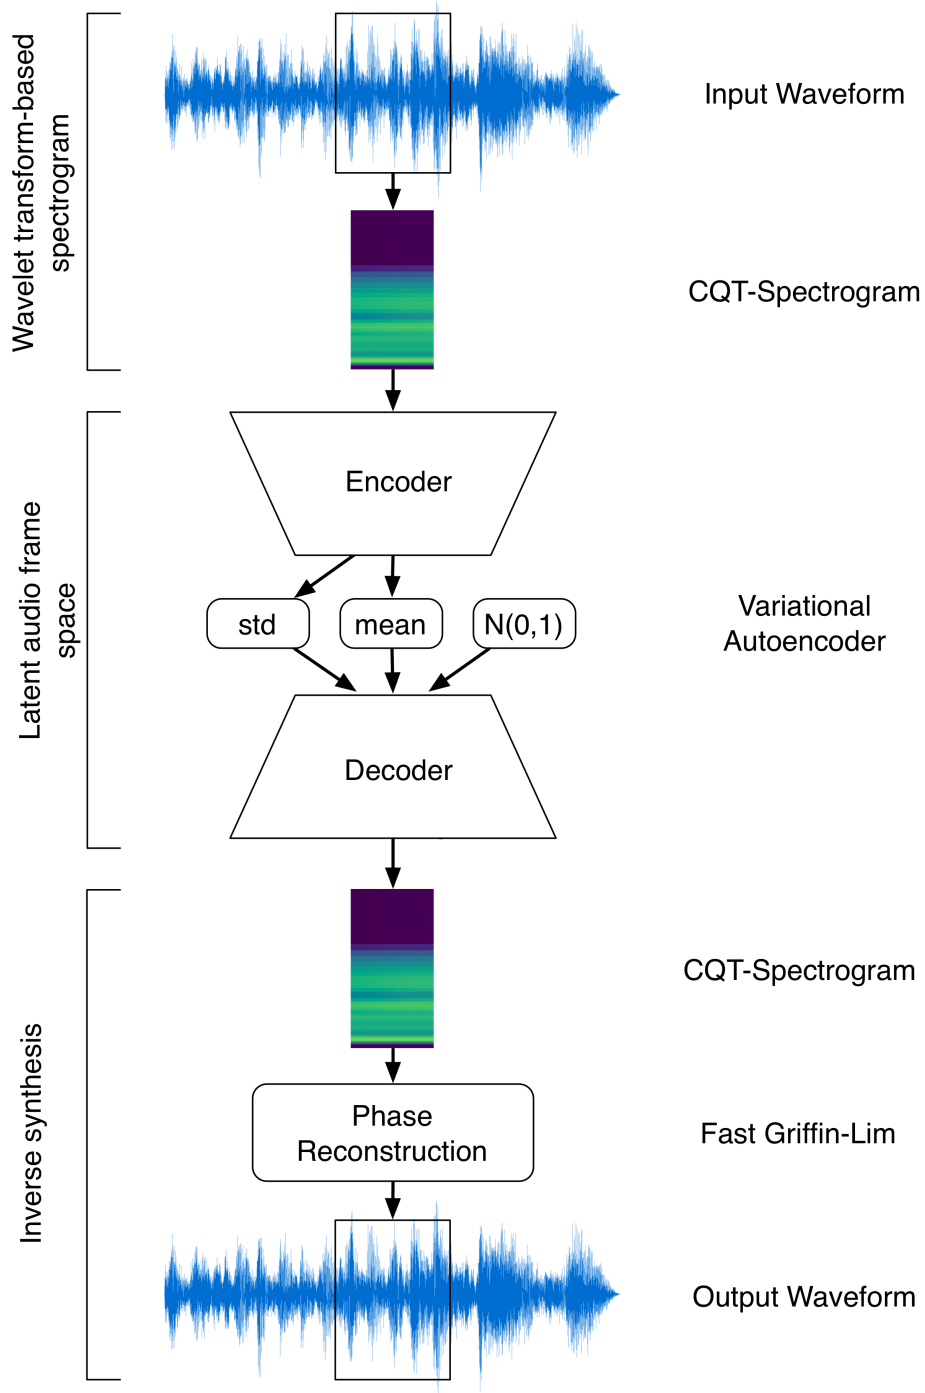 Wavelet transform-based
spectrogram
Input Waveform
CQT-Spectrogram
Latent audio frame
space
Encoder
std
mean
N(0,1)
Variational
Autoencoder
Decoder
Inverse synthesis
CQT-Spectrogram
Phase
Reconstruction
Fast Griffin-Lim
Output Waveform